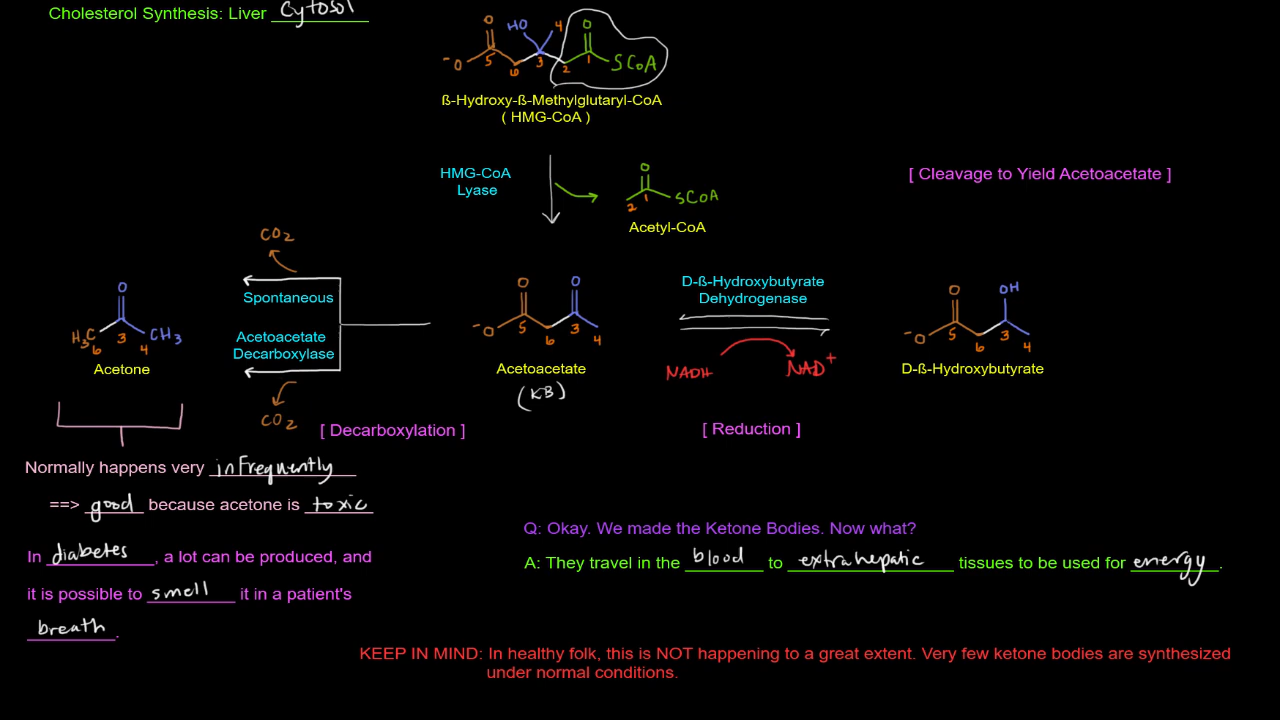 Cholesterol Synthesis: Liver cytosol
O HO 4 O
⁻O 5 6 3 2 1 SCoA
ß-Hydroxy-ß-Methylglutaryl-CoA
( HMG-CoA )
HMG-CoA
Lyase
[ Cleavage to Yield Acetoacetate ]
O
2 1 SCoA
Acetyl-CoA
CO2
Spontaneous
Acetoacetate
Decarboxylase
CO2
[ Decarboxylation ]
O
H3C CH3
6 3 4
Acetone
O O
⁻O 5 6 3 4
Acetoacetate
(KB)
D-ß-Hydroxybutyrate
Dehydrogenase
NADH NAD+
[ Reduction ]
O OH
⁻O 5 6 3 4
D-ß-Hydroxybutyrate
Normally happens very infrequently
==> good because acetone is toxic
In diabetes, a lot can be produced, and
it is possible to smell it in a patient's
breath.
Q: Okay. We made the Ketone Bodies. Now what?
A: They travel in the blood to extrahepatic tissues to be used for energy.
KEEP IN MIND: In healthy folk, this is NOT happening to a great extent. Very few ketone bodies are synthesized
under normal conditions.